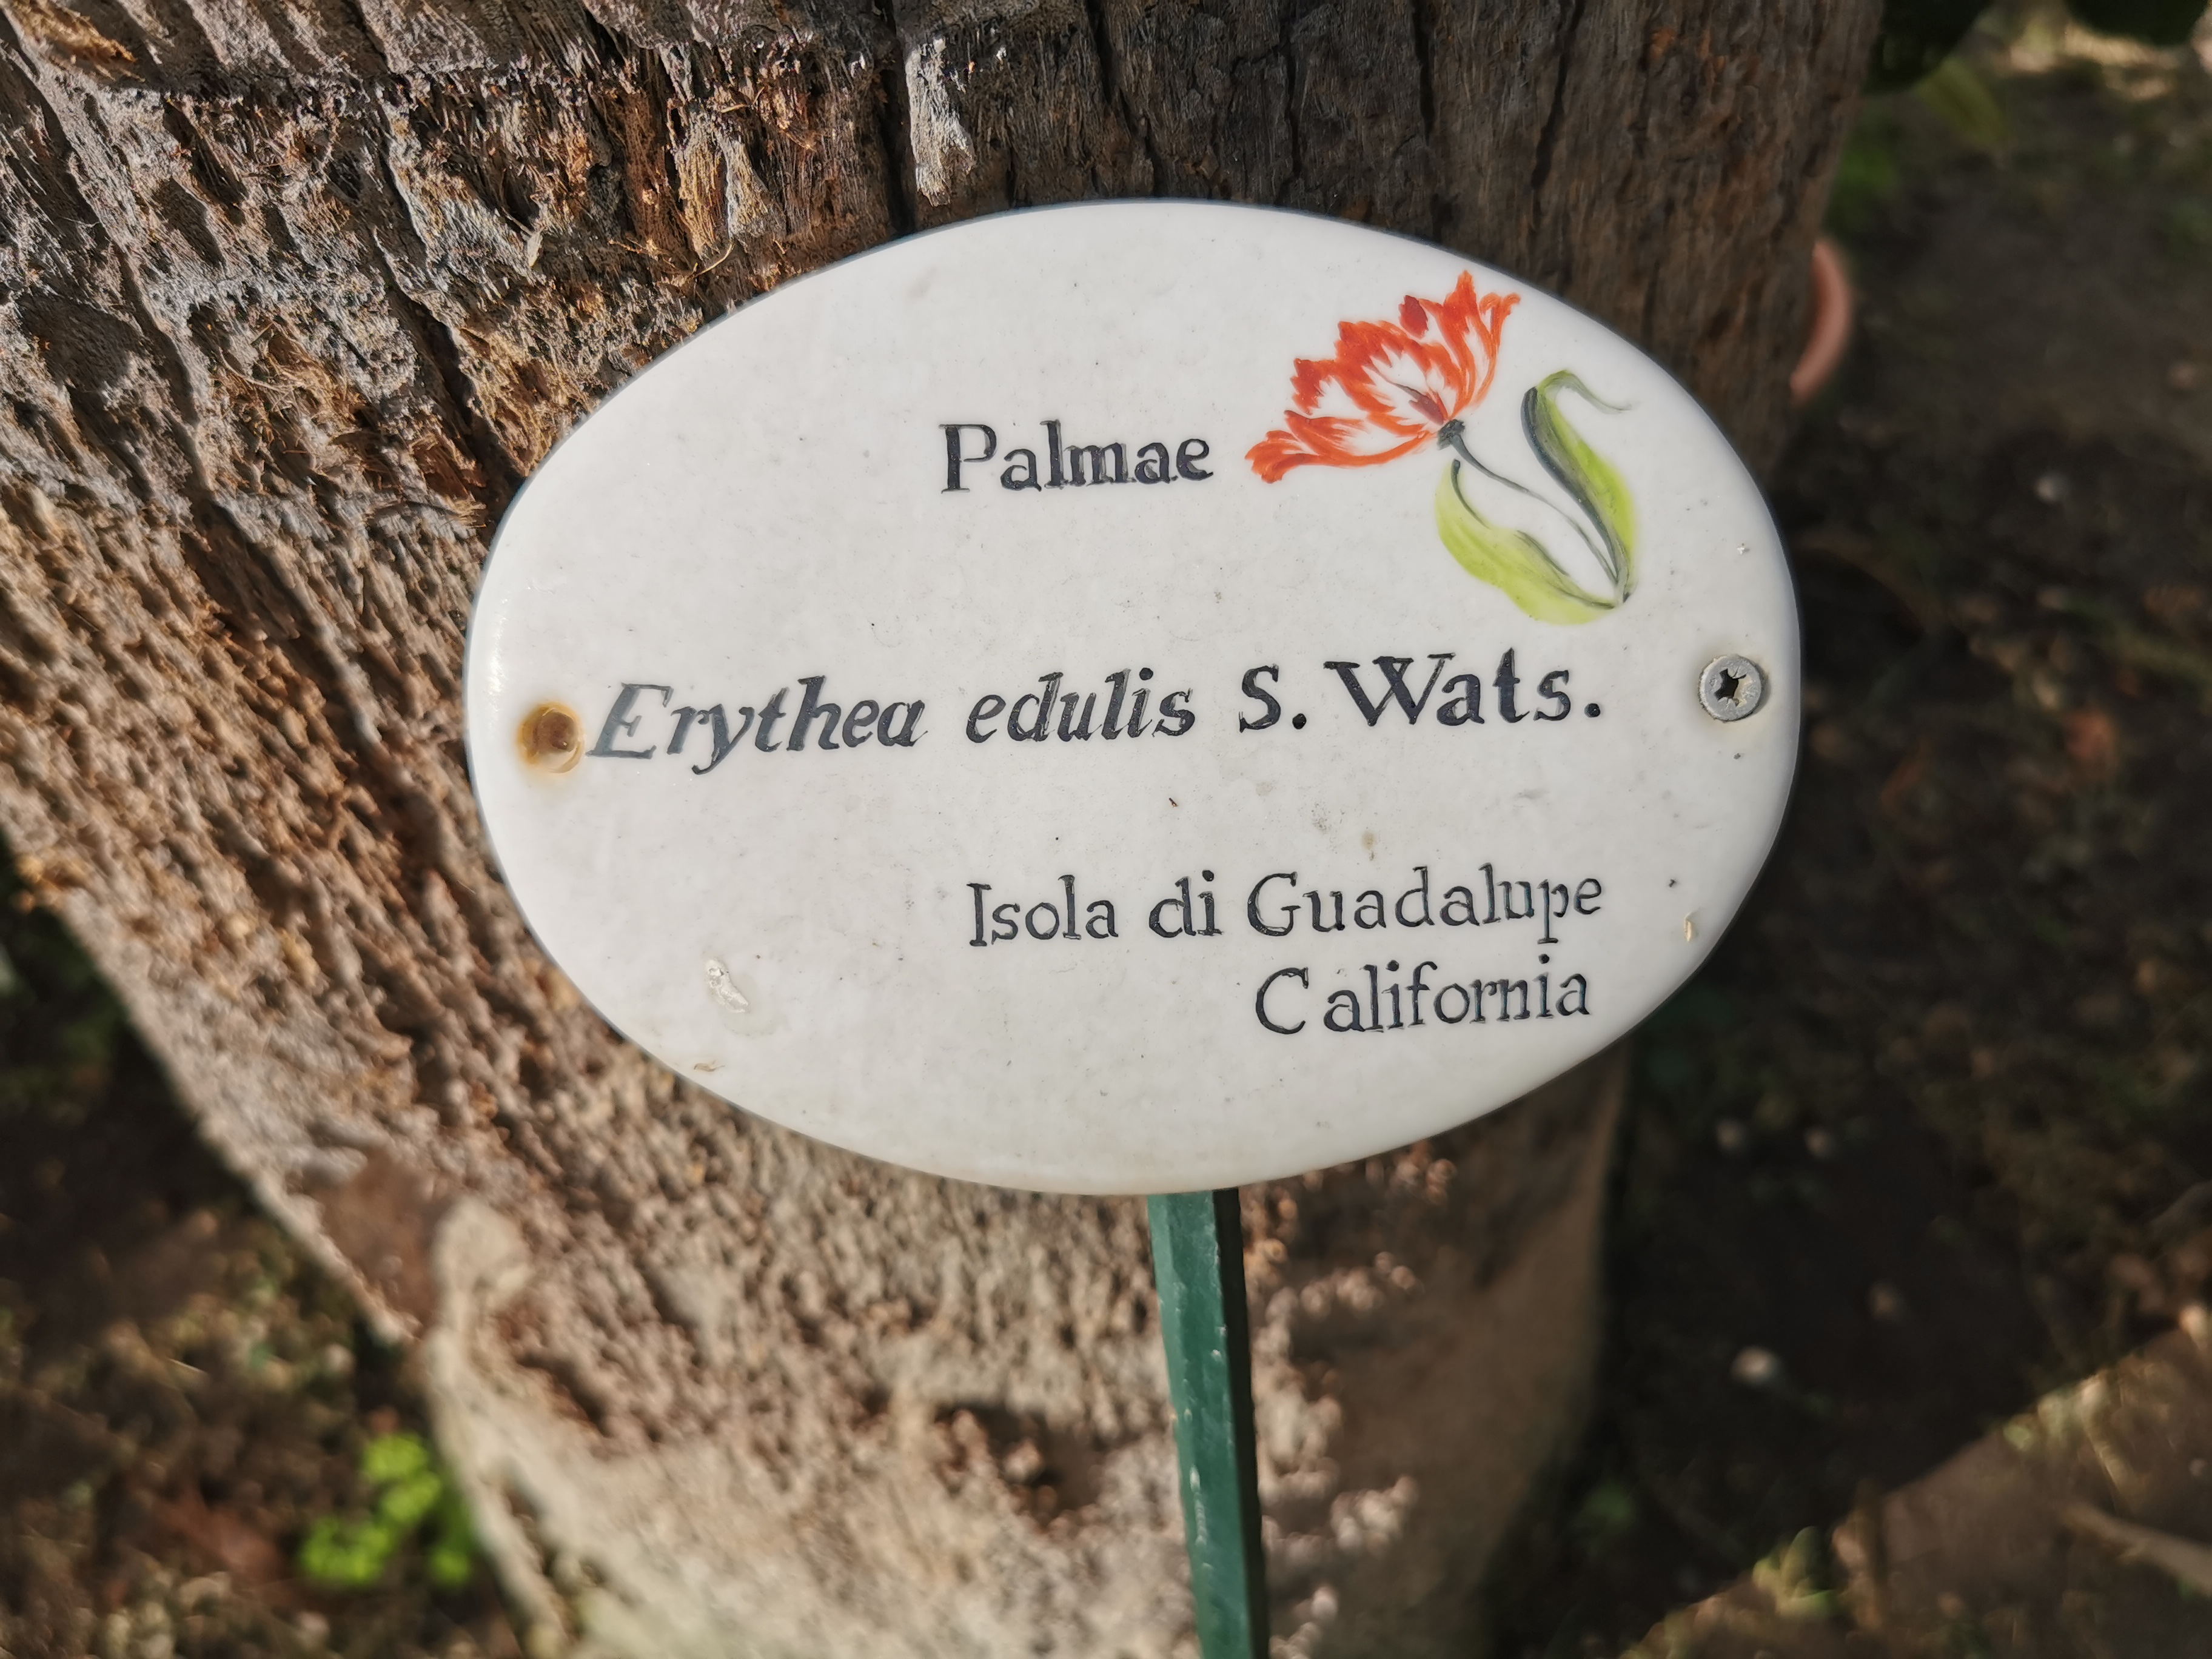 Palmae
Erythea edulis S. Wats.
Isola di Guadalupe
California